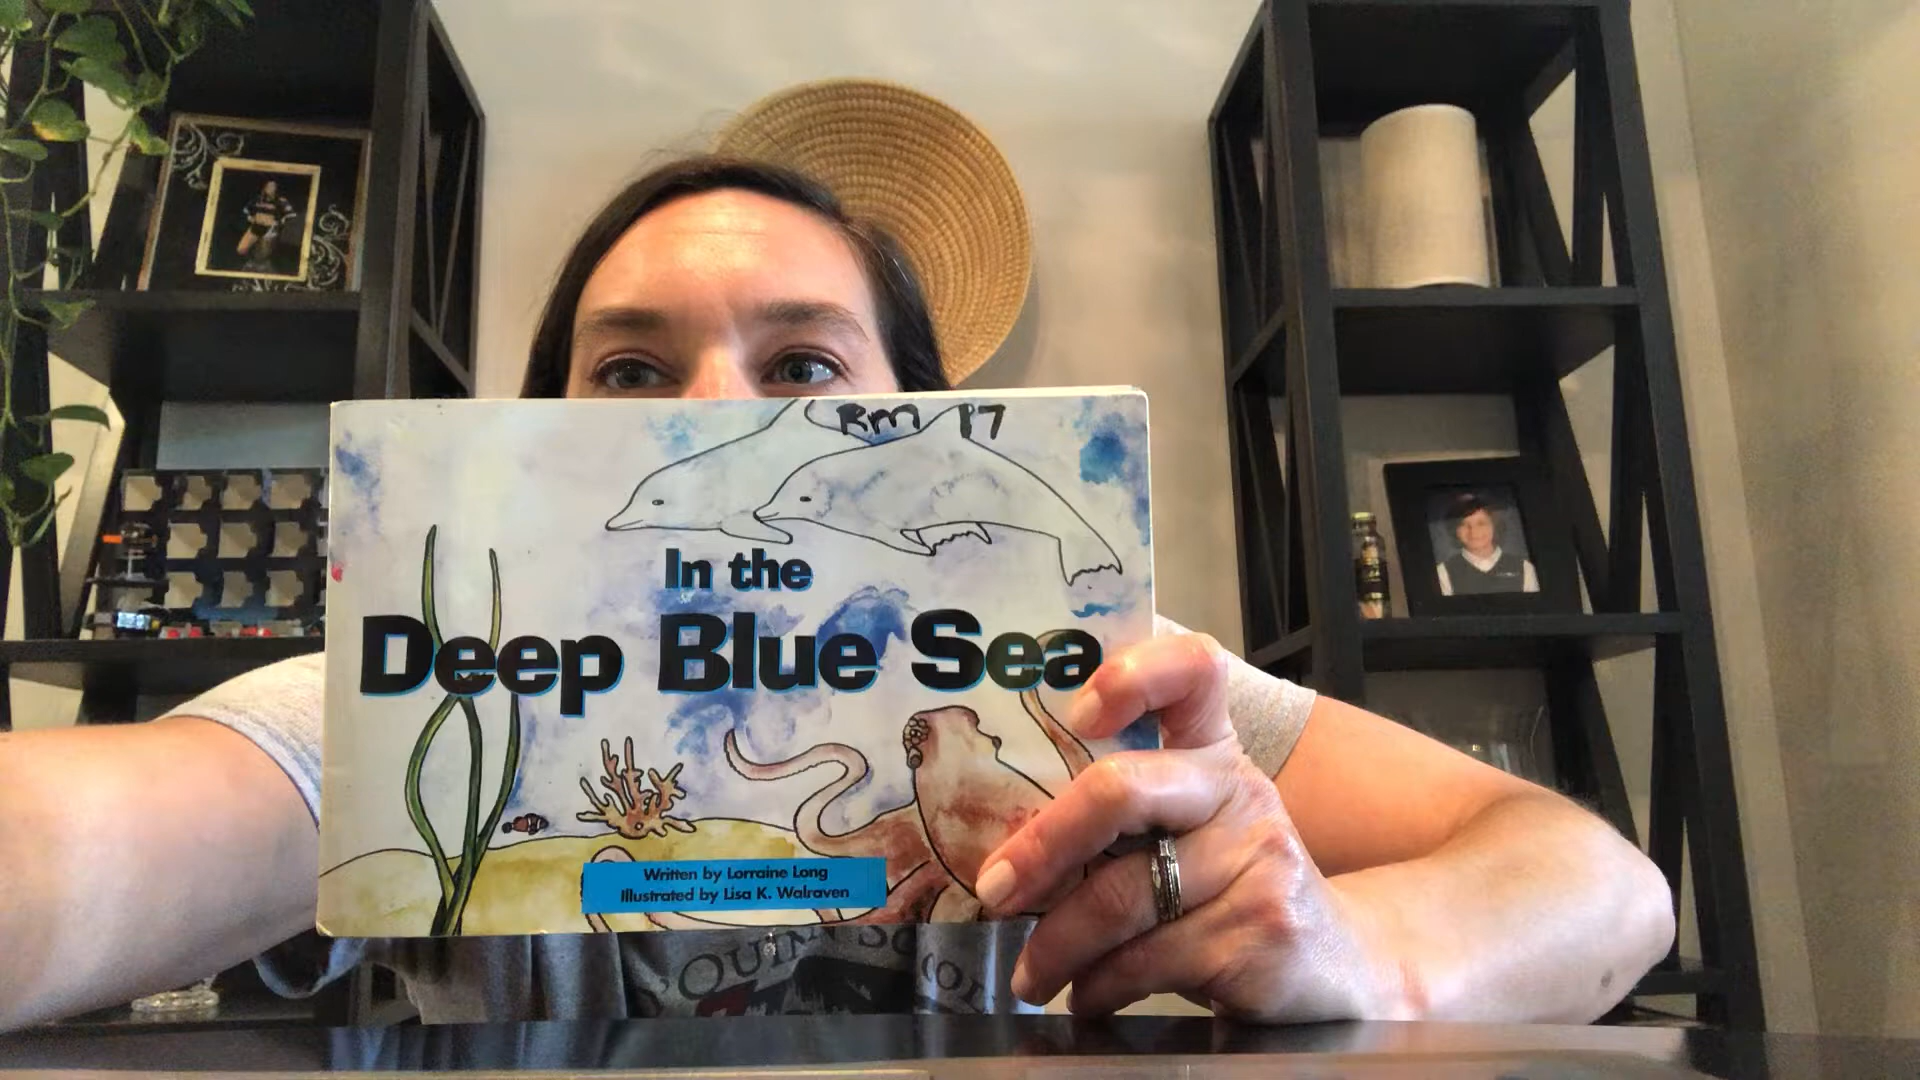 Rm 17
In the
Deep Blue Sea
Written by Lorraine Long
Illustrated by Lisa K. Walraven